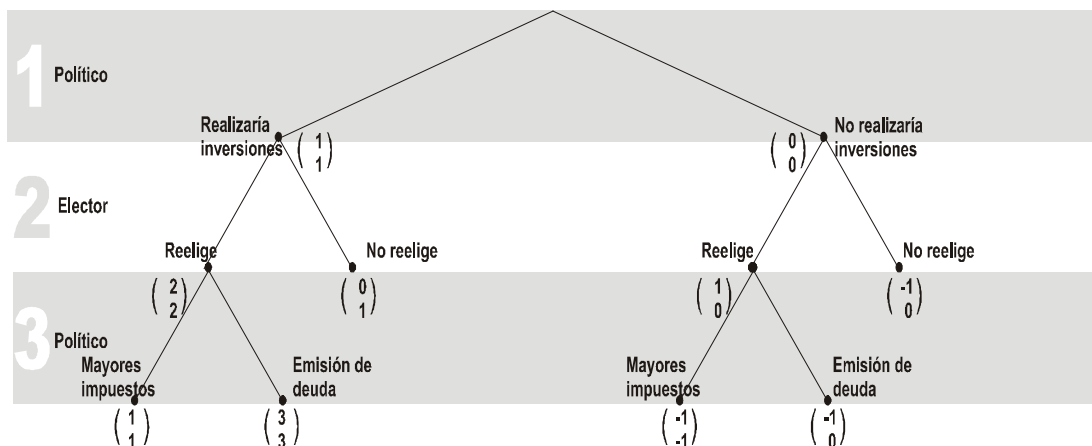 1 Político
Realizaría
inversiones
( 1
1 )
( 0
0 )
No realizaría
inversiones
2 Elector
Reelige
No reelige
Reelige
No reelige
( 2
2 )
( 0
1 )
( 1
0 )
( -1
0 )
3 Político
Mayores
impuestos
Emisión de
deuda
Mayores
impuestos
Emisión de
deuda
( 1
1 )
( 3
3 )
( -1
-1 )
( -1
0 )